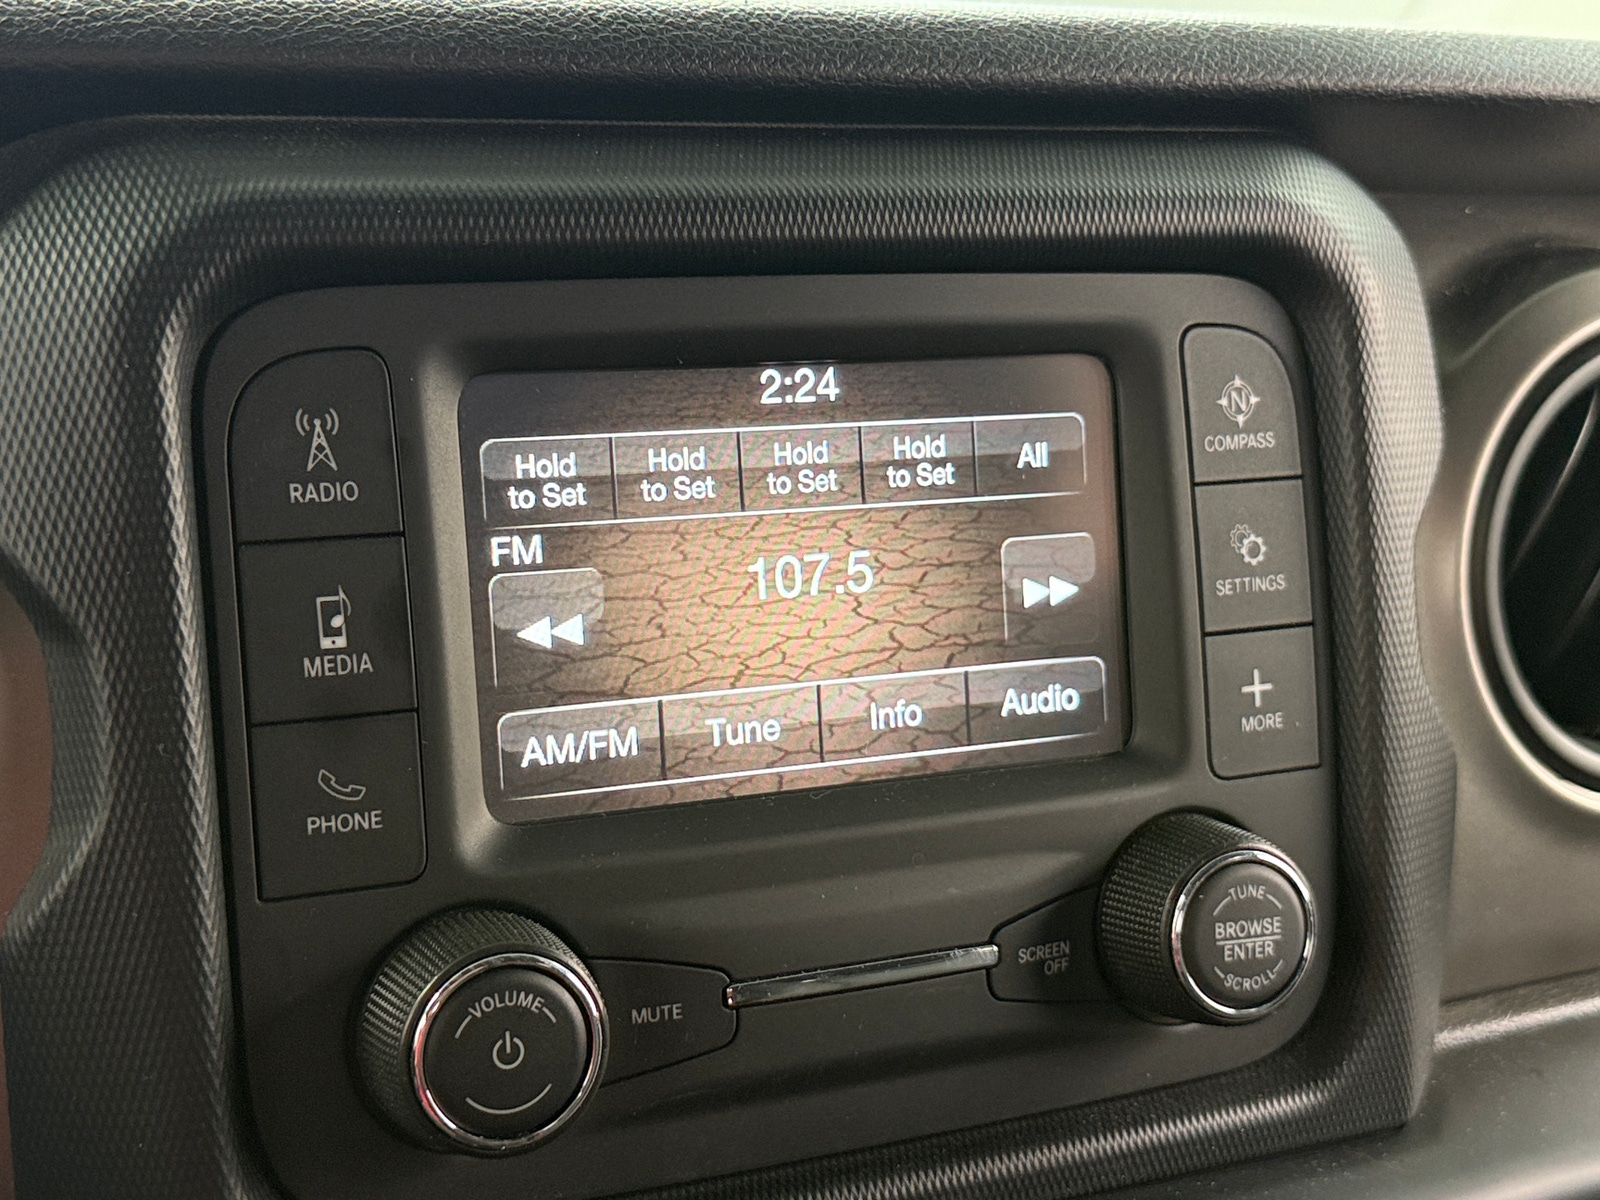 2:24
Hold
to Set
Hold
to Set
Hold
to Set
Hold
to Set
All
FM
107.5
AM/FM
Tune
Info
Audio
RADIO
MEDIA
PHONE
N
COMPASS
SETTINGS
MORE
VOLUME
MUTE
SCREEN
OFF
TUNE
BROWSE
ENTER
SCROLL